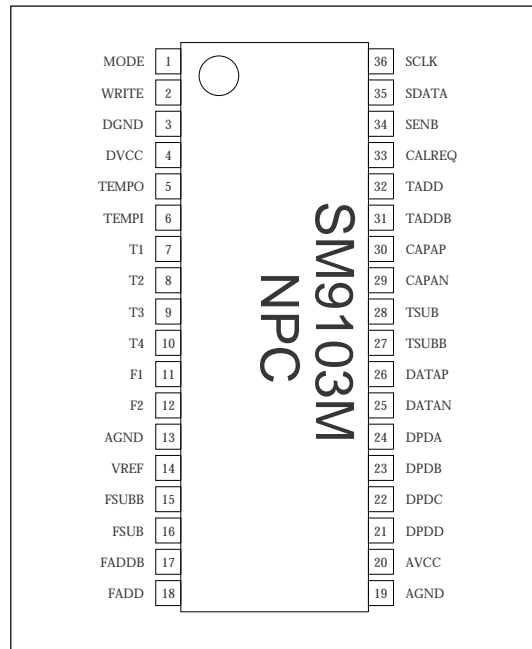 MODE 1 36 SCLK
WRITE 2 35 SDATA
DGND 3 34 SENB
DVCC 4 33 CALREQ
TEMPO 5 32 TADD
TEMPI 6 31 TADDB
T1 7 30 CAPAP
T2 8 29 CAPAN
T3 9 28 TSUB
T4 10 27 TSUBB
F1 11 26 DATAP
F2 12 25 DATAN
AGND 13 24 DPDA
VREF 14 23 DPDB
FSUBB 15 22 DPDC
FSUB 16 21 DPDD
FADDB 17 20 AVCC
FADD 18 19 AGND
SM9103M
NPC